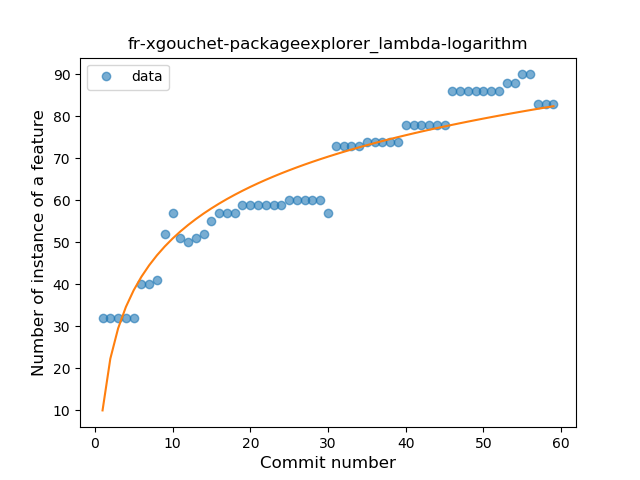 fr-xgouchet-packageexplorer_lambda-logarithm
data
Number of instance of a feature
90
80
70
60
50
40
30
20
10
0 10 20 30 40 50 60
Commit number